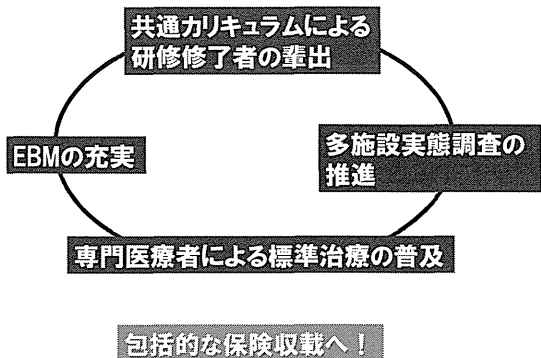 共通カリキュラムによる
研修修了者の輩出
EBMの充実
多施設実態調査の
推進
専門医療者による標準治療の普及
包括的な保険収載へ！